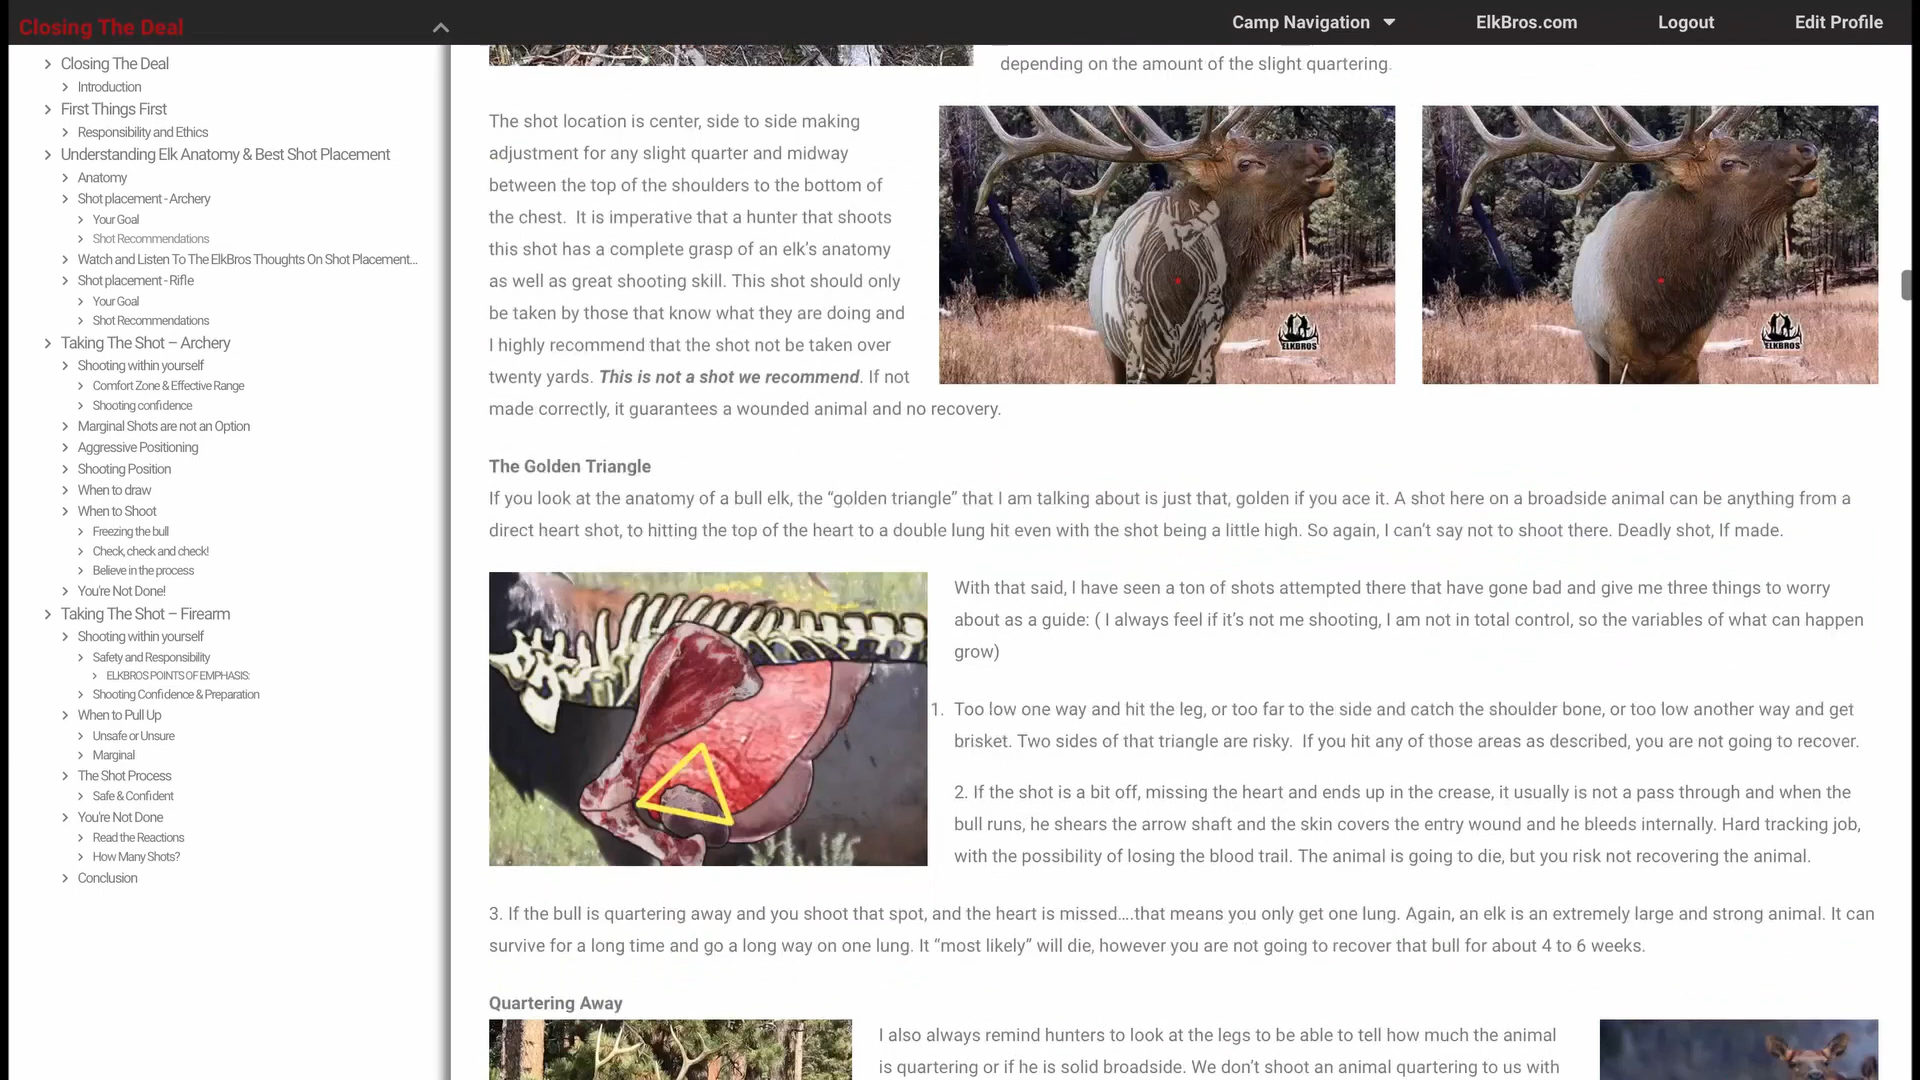 Closing The Deal
Camp Navigation
ElkBros.com
Logout
Edit Profile
Closing The Deal
Introduction
First Things First
Responsibility and Ethics
Understanding Elk Anatomy & Best Shot Placement
Anatomy
Shot placement - Archery
Your Goal
Shot Recommendations
Watch and Listen To The ElkBros Thoughts On Shot Placement...
Shot placement - Rifle
Your Goal
Shot Recommendations
Taking The Shot – Archery
Shooting within yourself
Comfort Zone & Effective Range
Shooting confidence
Marginal Shots are not an Option
Aggressive Positioning
Shooting Position
When to draw
When to Shoot
Freezing the bull
Check, check and check!
Believe in the process
You're Not Done!
Taking The Shot – Firearm
Shooting within yourself
Safety and Responsibility
ELKBROS POINTS OF EMPHASIS:
Shooting Confidence & Preparation
When to Pull Up
Unsafe or Unsure
Marginal
The Shot Process
Safe & Confident
You're Not Done
Read the Reactions
How Many Shots?
Conclusion
depending on the amount of the slight quartering.
The shot location is center, side to side making
adjustment for any slight quarter and midway
between the top of the shoulders to the bottom of
the chest.  It is imperative that a hunter that shoots
this shot has a complete grasp of an elk’s anatomy
as well as great shooting skill. This shot should only
be taken by those that know what they are doing and
I highly recommend that the shot not be taken over
twenty yards. This is not a shot we recommend. If not
made correctly, it guarantees a wounded animal and no recovery.
ELKBROS
ELKBROS
The Golden Triangle
If you look at the anatomy of a bull elk, the “golden triangle” that I am talking about is just that, golden if you ace it. A shot here on a broadside animal can be anything from a
direct heart shot, to hitting the top of the heart to a double lung hit even with the shot being a little high. So again, I can’t say not to shoot there. Deadly shot, If made.
With that said, I have seen a ton of shots attempted there that have gone bad and give me three things to worry
about as a guide: ( I always feel if it’s not me shooting, I am not in total control, so the variables of what can happen
grow)
1. Too low one way and hit the leg, or too far to the side and catch the shoulder bone, or too low another way and get
brisket. Two sides of that triangle are risky.  If you hit any of those areas as described, you are not going to recover.
2. If the shot is a bit off, missing the heart and ends up in the crease, it usually is not a pass through and when the
bull runs, he shears the arrow shaft and the skin covers the entry wound and he bleeds internally. Hard tracking job,
with the possibility of losing the blood trail. The animal is going to die, but you risk not recovering the animal.
3. If the bull is quartering away and you shoot that spot, and the heart is missed….that means you only get one lung. Again, an elk is an extremely large and strong animal. It can
survive for a long time and go a long way on one lung. It “most likely” will die, however you are not going to recover that bull for about 4 to 6 weeks.
Quartering Away
I also always remind hunters to look at the legs to be able to tell how much the animal
is quartering or if he is solid broadside. We don’t shoot an animal quartering to us with